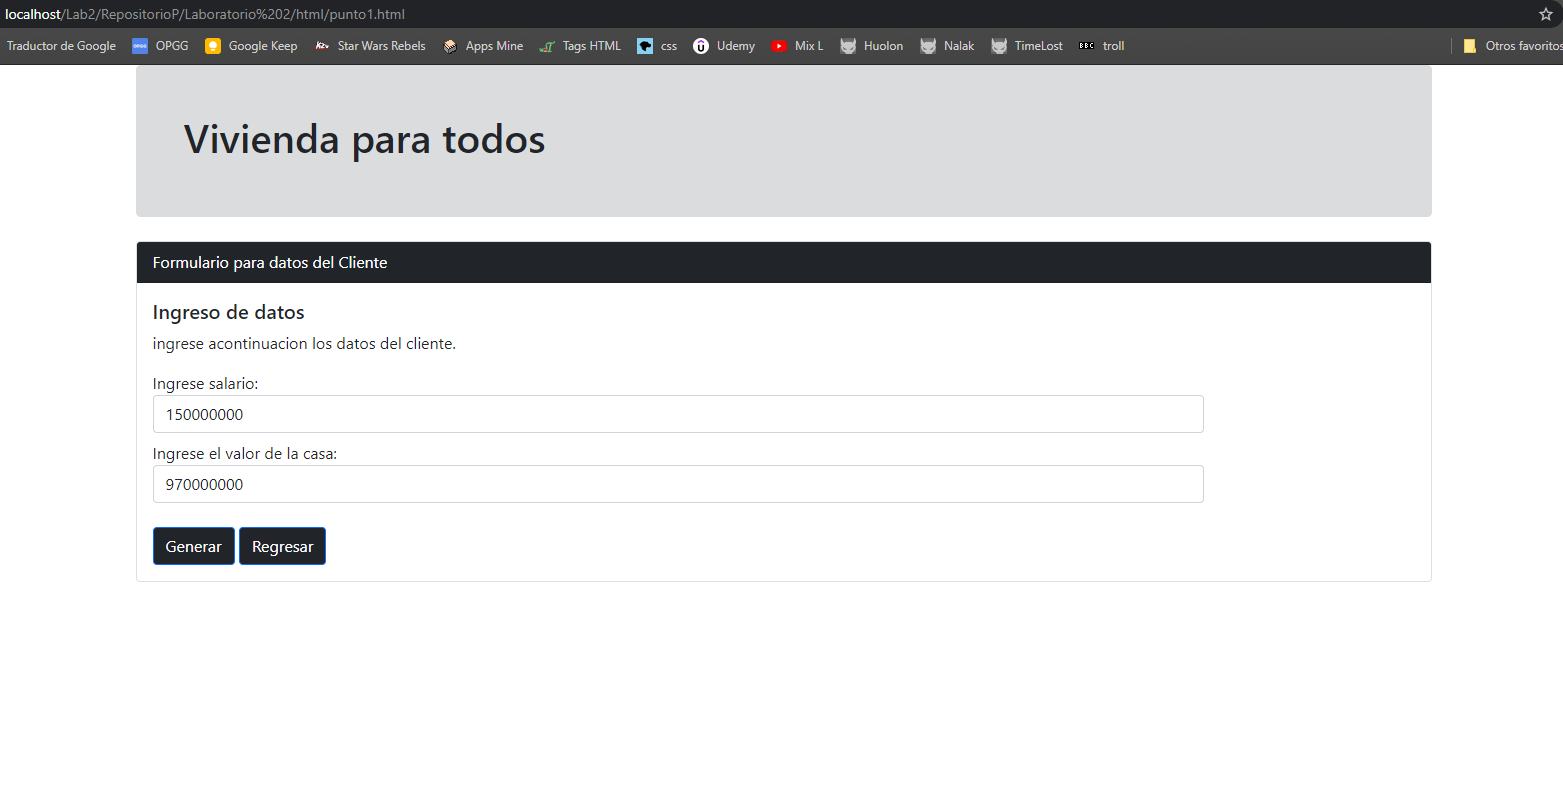 localhost/Lab2/RepositorioP/Laboratorio%202/html/punto1.html
Traductor de Google OPGG OPGG Google Keep Star Wars Rebels Apps Mine Tags HTML css Udemy Mix L Huolon Nalak TimeLost BBC troll Otros favoritos
Vivienda para todos
Formulario para datos del Cliente
Ingreso de datos
ingrese acontinuacion los datos del cliente.
Ingrese salario:
150000000
Ingrese el valor de la casa:
970000000
Generar Regresar